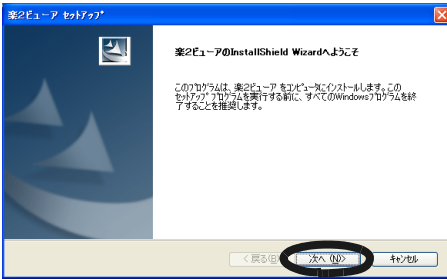 楽2ビューア セットアップ
楽2ビューアのInstallShield Wizardへようこそ
このプログラムは、楽2ビューア をコンピュータにインストールします。この
セットアップ プログラムを実行する前に、すべてのWindowsプログラムを終
了することを推奨します。
< 戻る(B) 次へ (N)> キャンセル